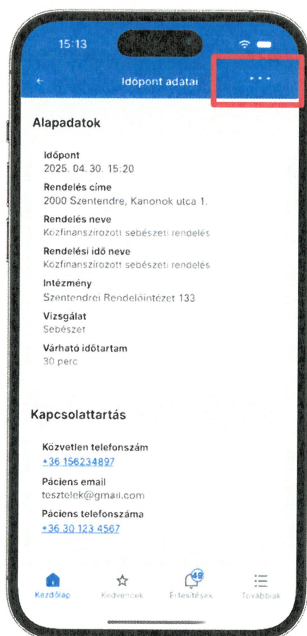 15:13
Időpont adatai
Alapadatok
Időpont
2025. 04. 30. 15:20
Rendelés címe
2000 Szentendre, Kanonok utca 1.
Rendelés neve
Közfinanszírozott sebészeti rendelés
Rendelési idő neve
Közfinanszírozott sebészeti rendelés
Intézmény
Szentendrei Rendelőintézet 133
Vizsgálat
Sebészet
Várható időtartam
30 perc
Kapcsolattartás
Közvetlen telefonszám
+36 156234897
Páciens email
tesztelek@gmail.com
Páciens telefonszáma
+36 30 123 4567
49
Kezdőlap Kedvencek Értesítések Továbbiak